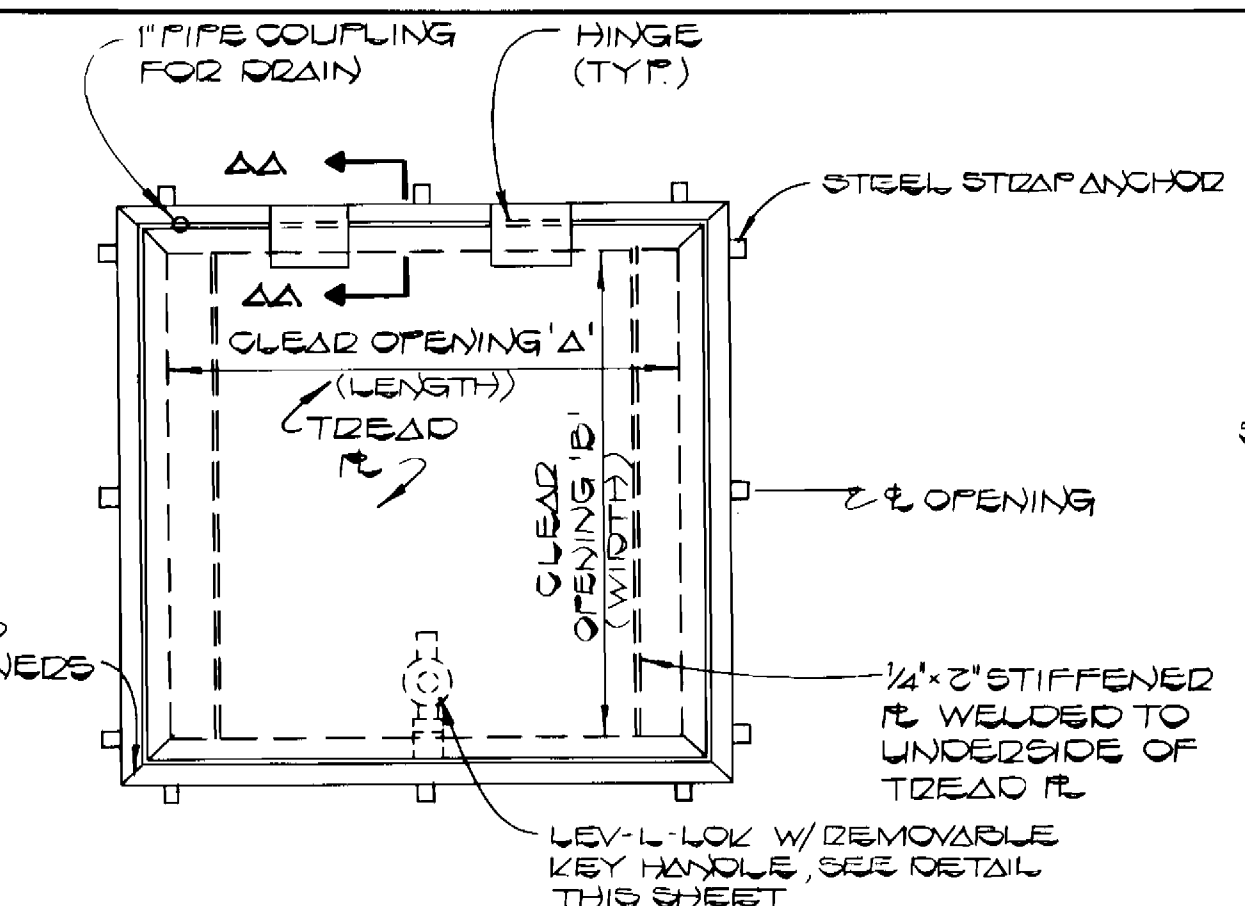 1" PIPE COUPLING
FOR DRAIN
HINGE
(TYP.)
AA
STEEL STRAP ANCHOR
AA
CLEAR OPENING 'A'
(LENGTH)
℄ TREAD
℄
CLEAR
OPENING 'B'
(WIDTH)
℄ OPENING
NERS
1/4" x 2" STIFFENER
PL WELDED TO
UNDERSIDE OF
TREAD PL
LEV-L-LOK W/ REMOVABLE
KEY HANDLE, SEE DETAIL
THIS SHEET